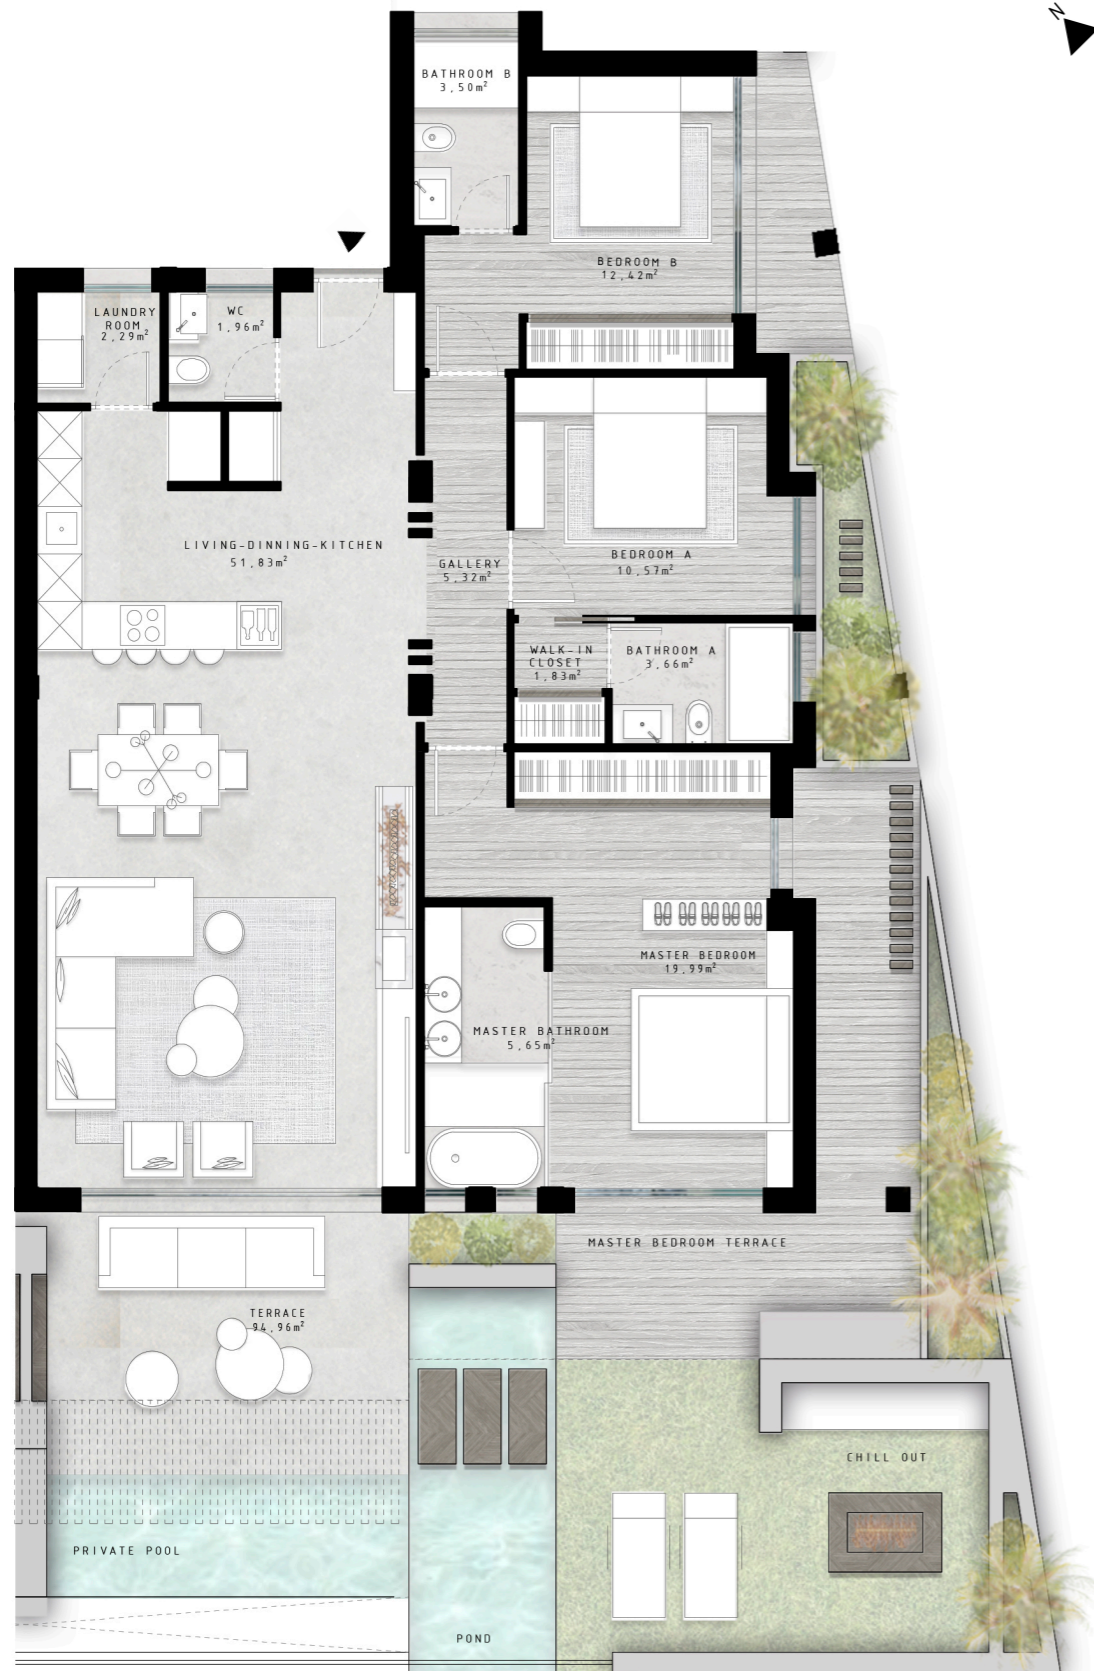 N
BATHROOM B
3,50m²
BEDROOM B
12,42m²
LAUNDRY
ROOM
2,29m²
WC
1,96m²
LIVING-DINNING-KITCHEN
51,83m²
GALLERY
5,32m²
BEDROOM A
10,57m²
WALK-IN
CLOSET
1,83m²
BATHROOM A
3,66m²
MASTER BEDROOM
19,99m²
MASTER BATHROOM
5,65m²
MASTER BEDROOM TERRACE
TERRACE
94,96m²
CHILL OUT
PRIVATE POOL
POND